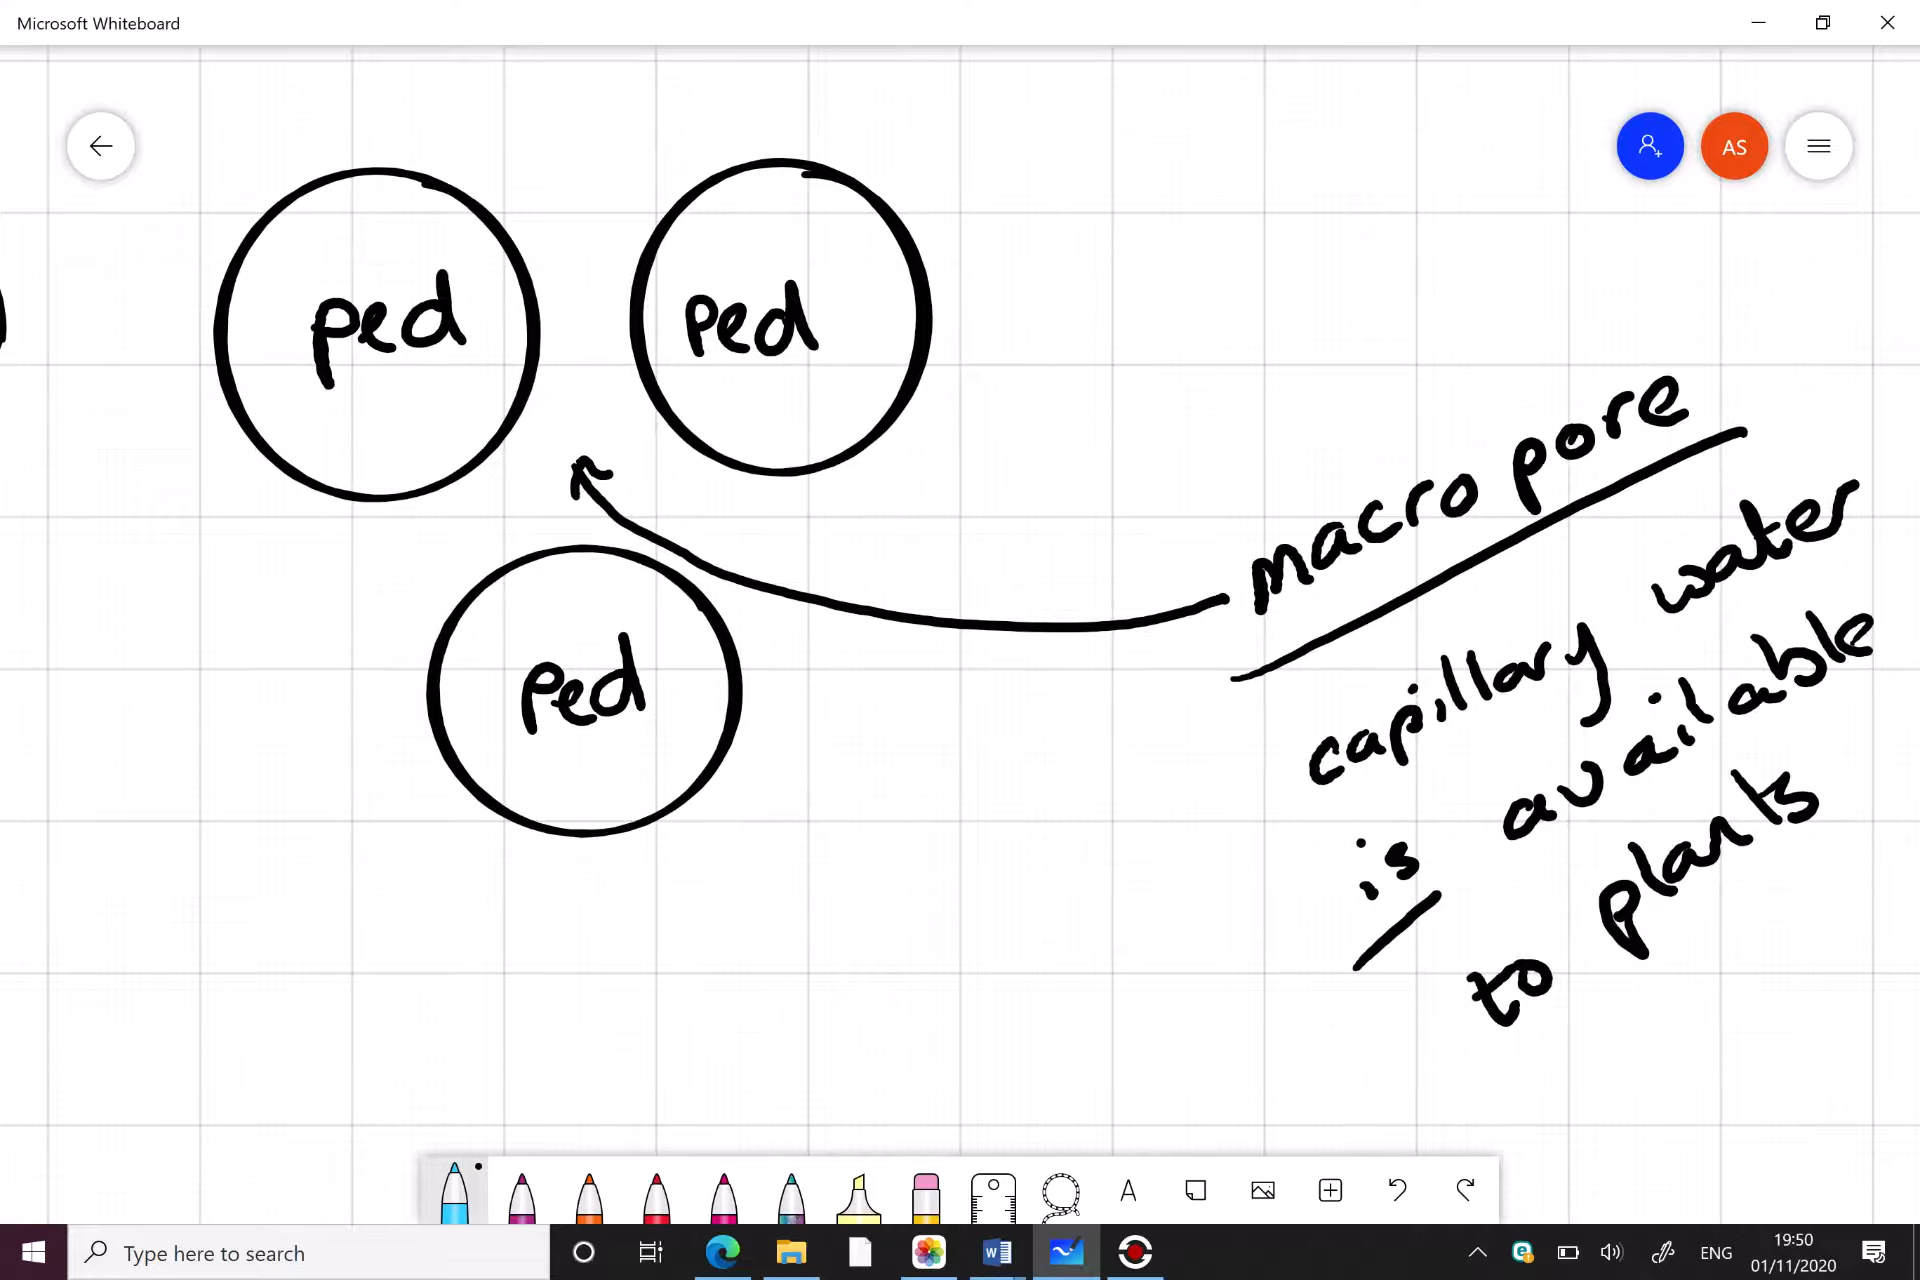 Microsoft Whiteboard
AS
ped
ped
ped
macro pore
capillary water
is available
to plants
A
Type here to search
ENG
19:50
01/11/2020